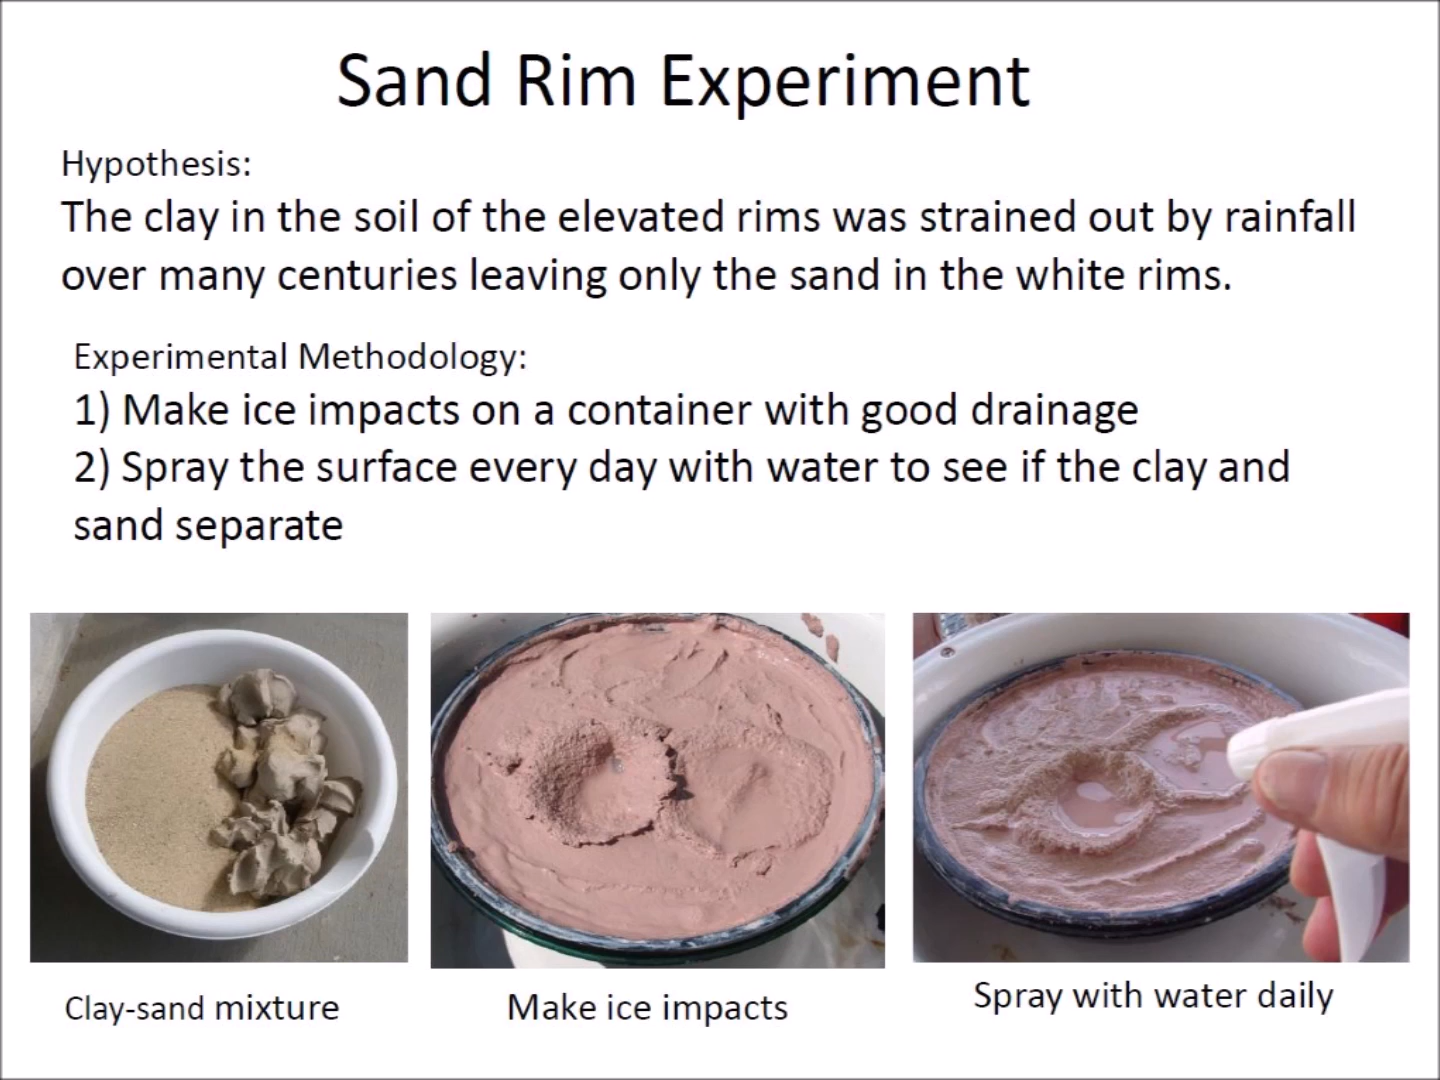 Sand Rim Experiment
Hypothesis:
The clay in the soil of the elevated rims was strained out by rainfall
over many centuries leaving only the sand in the white rims.
Experimental Methodology:
1) Make ice impacts on a container with good drainage
2) Spray the surface every day with water to see if the clay and
sand separate
Clay-sand mixture
Make ice impacts
Spray with water daily